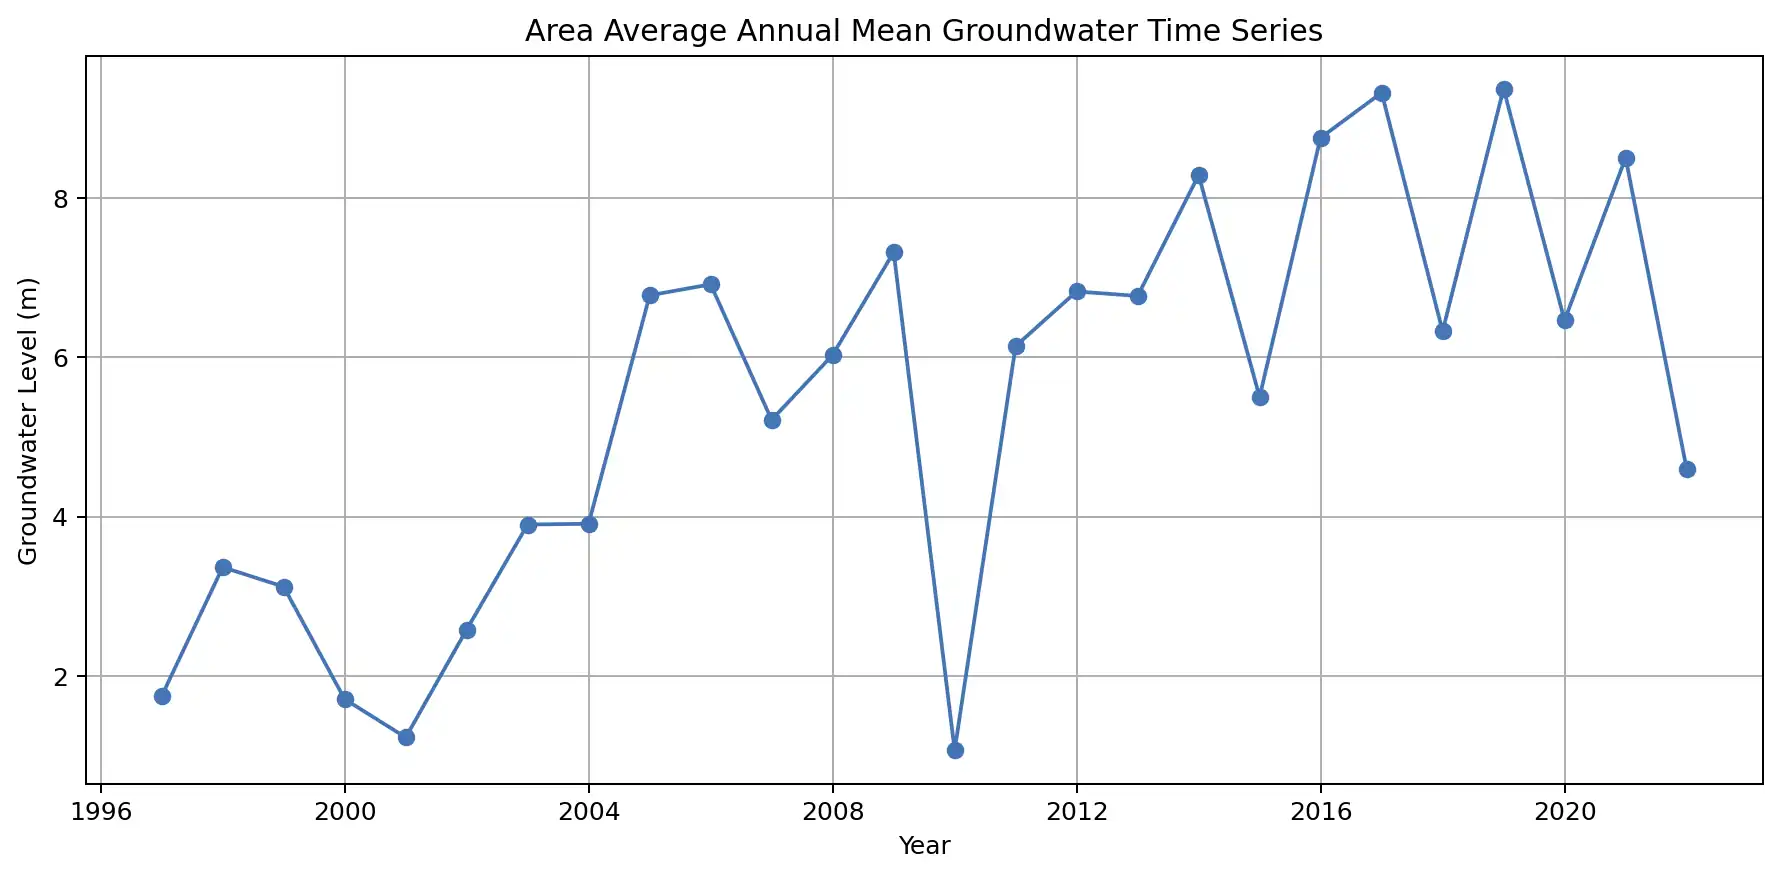 Area Average Annual Mean Groundwater Time Series
Groundwater Level (m)
8
6
4
2
1996 2000 2004 2008 2012 2016 2020
Year